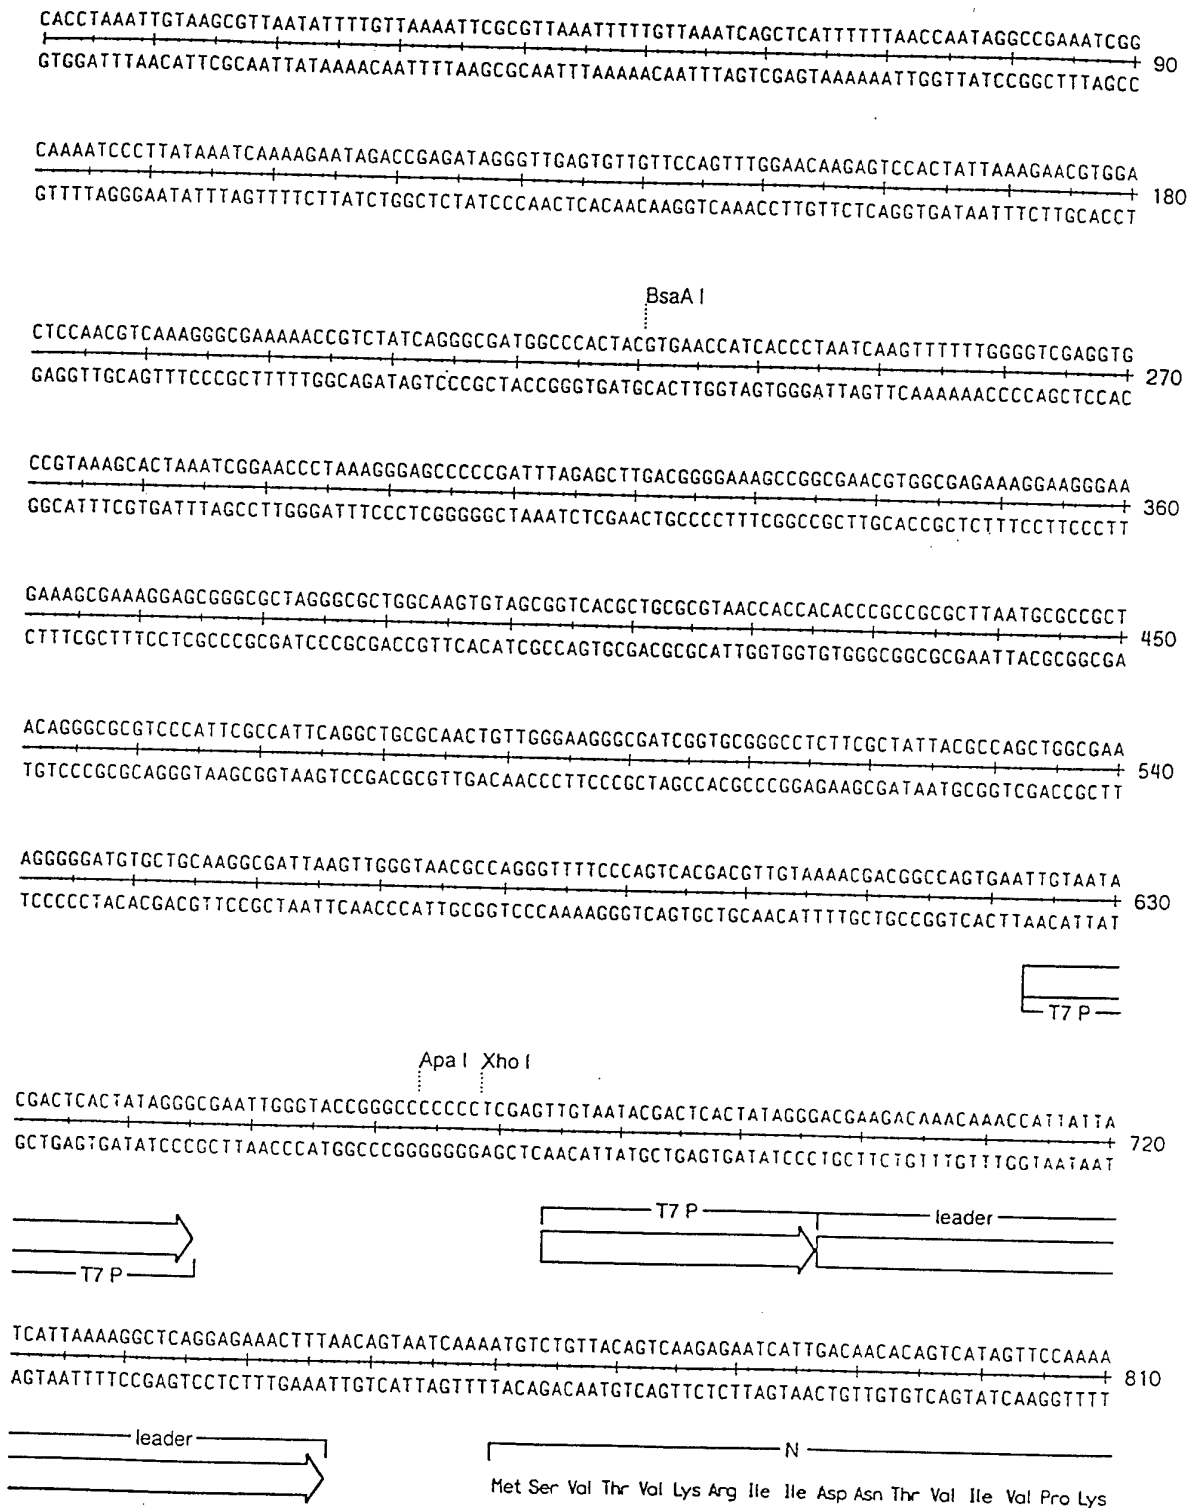 CACCTAAATTGTAAGCGTTAATATTTTGTTAAAATTCGCGTTAAATTTTTGTTAAATCAGCTCATTTTTTAACCAATAGGCCGAAATCGG
90
GTGGATTTAACATTCGCAATTATAAAACAATTTTAAGCGCAATTTAAAAACAATTTAGTCGAGTAAAAAATTGGTTATCCGGCTTTAGCC
CAAAATCCCTTATAAATCAAAAGAATAGACCGAGATAGGGTTGAGTGTTGTTCCAGTTTGGAACAAGAGTCCACTATTAAAGAACGTGGA
180
GTTTTAGGGAATATTTAGTTTTCTTATCTGGCTCTATCCCAACTCACAACAAGGTCAAACCTTGTTCTCAGGTGATAATTTCTTGCACCT
BsaA I
CTCCAACGTCAAAGGGCGAAAAACCGTCTATCAGGGCGATGGCCCACTACGTGAACCATCACCCTAATCAAGTTTTTTGGGGTCGAGGTG
270
GAGGTTGCAGTTTCCCGCTTTTTGGCAGATAGTCCCGCTACCGGGTGATGCACTTGGTAGTGGGATTAGTTCAAAAAACCCCAGCTCCAC
CCGTAAAGCACTAAATCGGAACCCTAAAGGGAGCCCCCGATTTAGAGCTTGACGGGGAAAGCCGGCGAACGTGGCGAGAAAGGAAGGGAA
360
GGCATTTCGTGATTTAGCCTTGGGATTTCCCTCGGGGGCTAAATCTCGAACTGCCCCTTTCGGCCGCTTGCACCGCTCTTTCCTTCCCTT
GAAAGCGAAAGGAGCGGGCGCTAGGGCGCTGGCAAGTGTAGCGGTCACGCTGCGCGTAACCACCACACCCGCCGCGCTTAATGCGCCGCT
450
CTTTCGCTTTCCTCGCCCGCGATCCCGCGACCGTTCACATCGCCAGTGCGACGCGCATTGGTGGTGTGGGCGGCGCGAATTACGCGGCGA
ACAGGGCGCGTCCCATTCGCCATTCAGGCTGCGCAACTGTTGGGAAGGGCGATCGGTGCGGGCCTCTTCGCTATTACGCCAGCTGGCGAA
540
TGTCCCGCGCAGGGTAAGCGGTAAGTCCGACGCGTTGACAACCCTTCCCGCTAGCCACGCCCGGAGAAGCGATAATGCGGTCGACCGCTT
AGGGGGATGTGCTGCAAGGCGATTAAGTTGGGTAACGCCAGGGTTTTCCCAGTCACGACGTTGTAAAACGACGGCCAGTGAATTGTAATA
630
TCCCCCTACACGACGTTCCGCTAATTCAACCCATTGCGGTCCCAAAAGGGTCAGTGCTGCAACATTTTGCTGCCGGTCACTTAACATTAT
T7 P
Apa I Xho I
CGACTCACTATAGGGCGAATTGGGTACCGGGCCCCCCCTCGAGTTGTAATACGACTCACTATAGGGACGAAGACAAACAAACCATTATTA
720
GCTGAGTGATATCCCGCTTAACCCATGGCCCGGGGGGGAGCTCAACATTATGCTGAGTGATATCCCTGCTTCTGTTTGTTTGGTAATAAT
T7 P leader
T7 P
TCATTAAAAGGCTCAGGAGAAACTTTAACAGTAATCAAAATGTCTGTTACAGTCAAGAGAATCATTGACAACACAGTCATAGTTCCAAAA
810
AGTAATTTTCCGAGTCCTCTTTGAAATTGTCATTAGTTTTACAGACAATGTCAGTTCTCTTAGTAACTGTTGTGTCAGTATCAAGGTTTT
leader N
Met Ser Val Thr Val Lys Arg Ile Ile Asp Asn Thr Val Ile Val Pro Lys